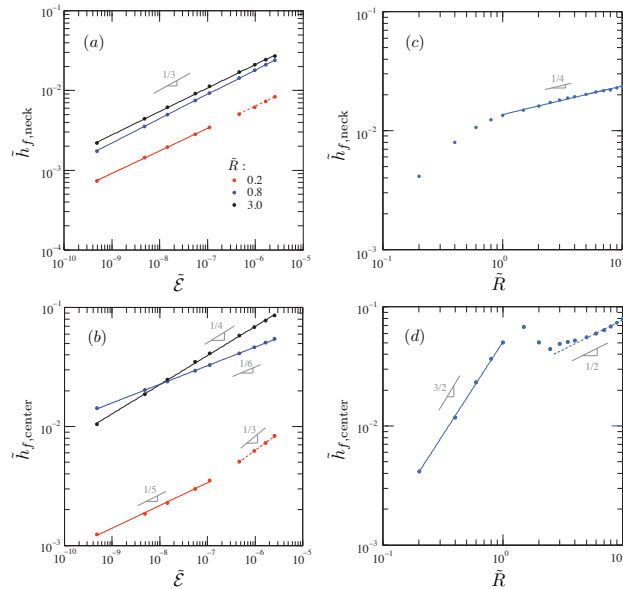 (a)
10⁻¹
10⁻²
10⁻³
10⁻⁴
h̃f,neck
1/3
R̃ :
0.2
0.8
3.0
10⁻¹⁰ 10⁻⁹ 10⁻⁸ 10⁻⁷ 10⁻⁶ 10⁻⁵
ℰ̃
(c)
10⁻¹
10⁻²
10⁻³
h̃f,neck
1/4
10⁻¹ 10⁰ 10¹
R̃
(b)
10⁻¹
10⁻²
10⁻³
h̃f,center
1/4
1/6
1/3
1/5
10⁻¹⁰ 10⁻⁹ 10⁻⁸ 10⁻⁷ 10⁻⁶ 10⁻⁵
ℰ̃
(d)
10⁻¹
10⁻²
10⁻³
h̃f,center
3/2
1/2
10⁻¹ 10⁰ 10¹
R̃